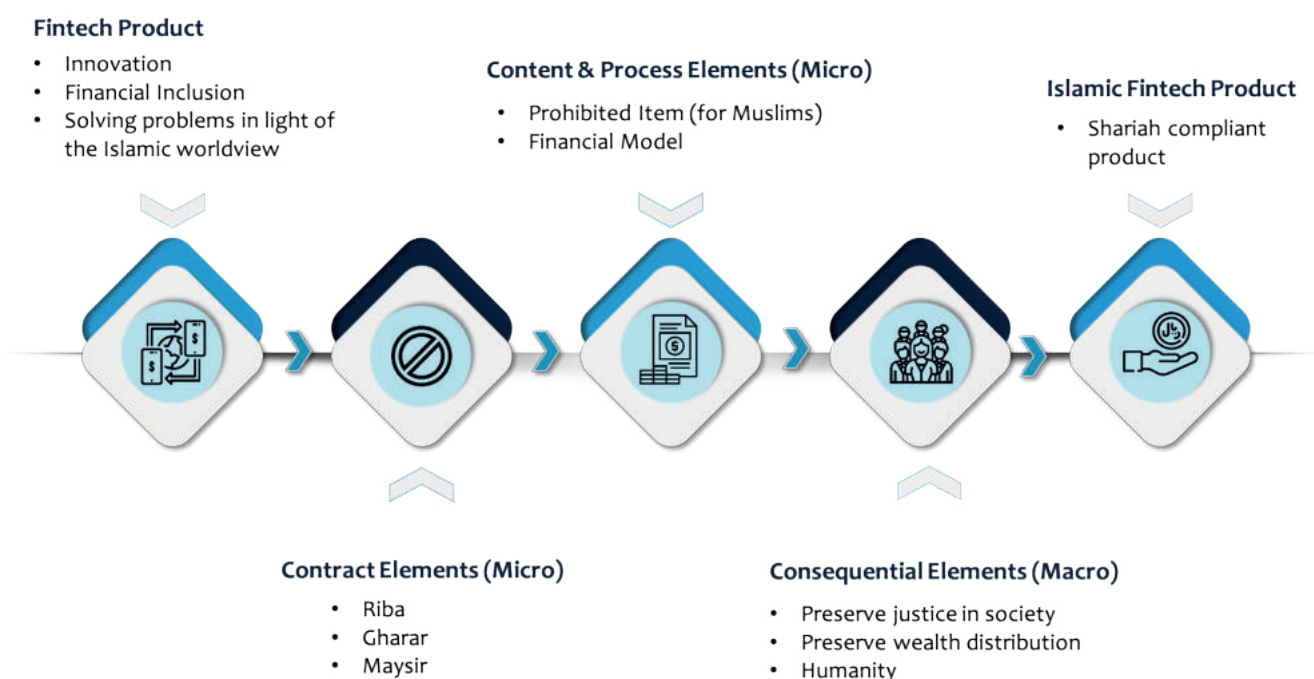 Fintech Product
• Innovation
• Financial Inclusion
• Solving problems in light of
the Islamic worldview
Content & Process Elements (Micro)
• Prohibited Item (for Muslims)
• Financial Model
Islamic Fintech Product
• Shariah compliant
product
$
$
$
ريال
Contract Elements (Micro)
• Riba
• Gharar
• Maysir
Consequential Elements (Macro)
• Preserve justice in society
• Preserve wealth distribution
• Humanity